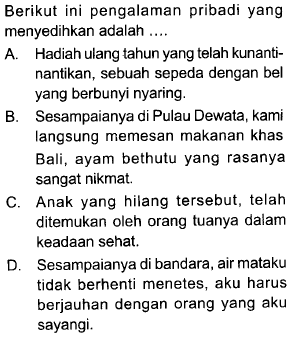 Berikut ini pengalaman pribadi yang
menyedihkan adalah ....
A. Hadiah ulang tahun yang telah kunanti-
nantikan, sebuah sepeda dengan bel
yang berbunyi nyaring.
B. Sesampaianya di Pulau Dewata, kami
langsung memesan makanan khas
Bali, ayam bethutu yang rasanya
sangat nikmat.
C. Anak yang hilang tersebut, telah
ditemukan oleh orang tuanya dalam
keadaan sehat.
D. Sesampaianya di bandara, air mataku
tidak berhenti menetes, aku harus
berjauhan dengan orang yang aku
sayangi.